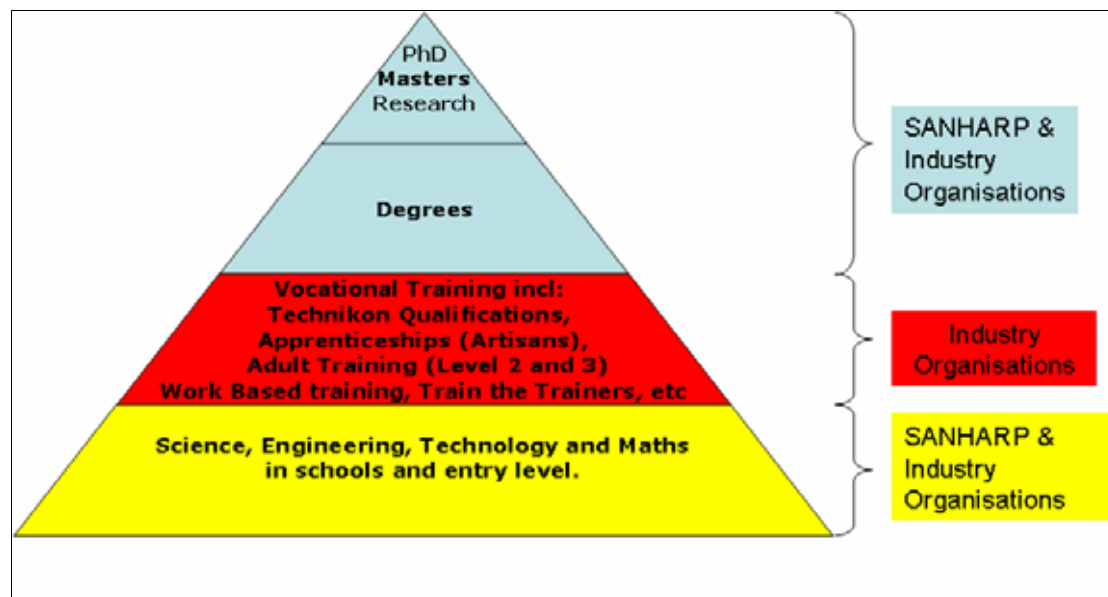 PhD
Masters
Research
Degrees
Vocational Training incl:
Technikon Qualifications,
Apprenticeships (Artisans),
Adult Training (Level 2 and 3)
Work Based training, Train the Trainers, etc
Science, Engineering, Technology and Maths
in schools and entry level.
SANHARP &
Industry
Organisations
Industry
Organisations
SANHARP &
Industry
Organisations